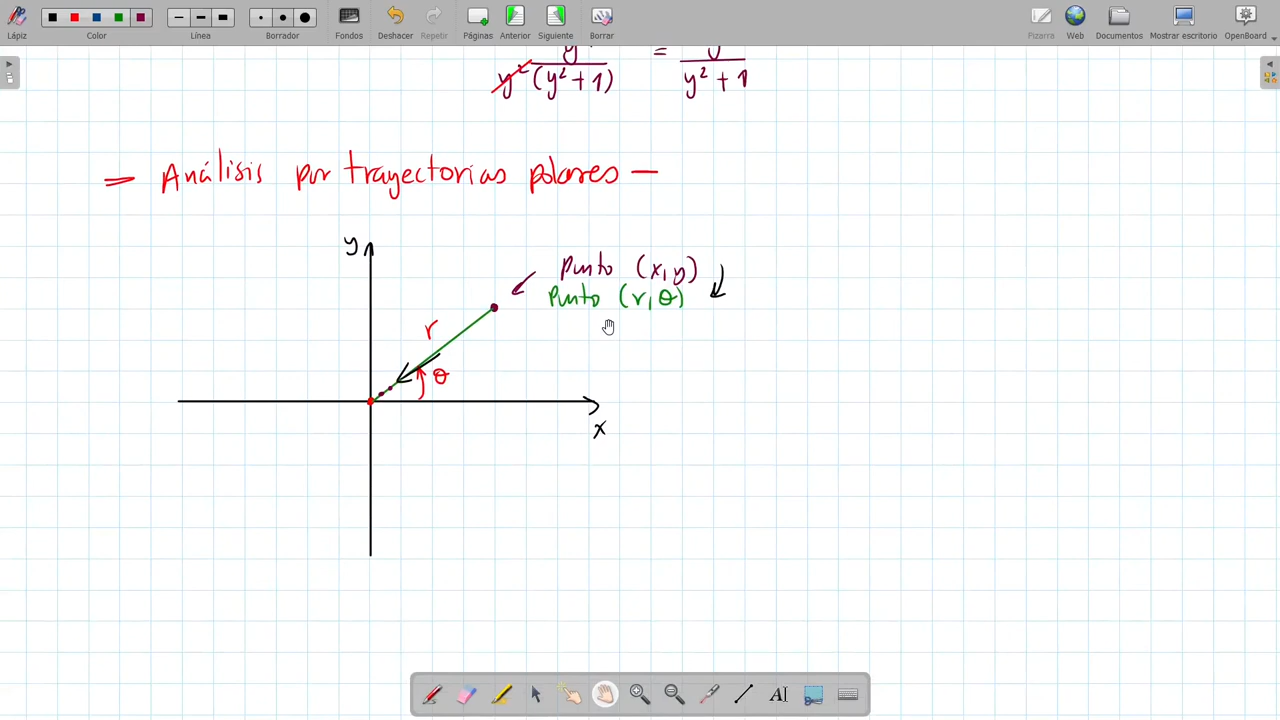 Lápiz Color Línea Borrador Fondos Deshacer Repetir Páginas Anterior Siguiente Borrar Pizarra Web Documentos Mostrar escritorio OpenBoard
y = y
y²(y²+1) y²+1
= Análisis por trayectorias polares —
y
Punto (x,y)
Punto (r,θ)
r
θ
x
AI